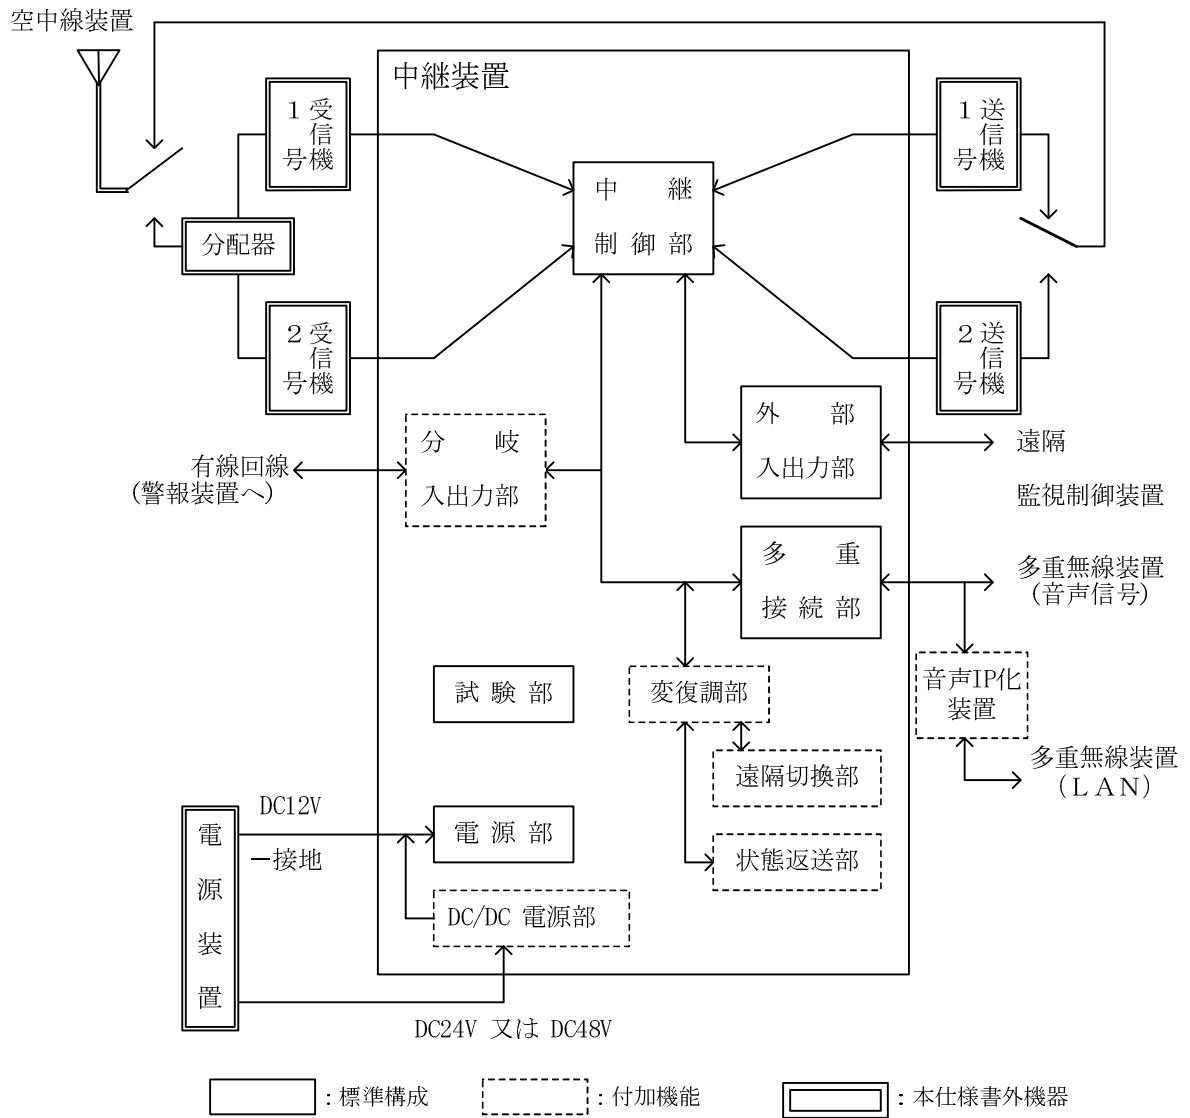 空中線装置
中継装置
１受
信
号機
１送
信
号機
中　継
制御部
分配器
２受
信
号機
２送
信
号機
外　部
入出力部
遠隔
監視制御装置
分　岐
入出力部
有線回線
(警報装置へ)
多　重
接続部
多重無線装置
(音声信号)
試験部
変復調部
音声IP化
装置
遠隔切換部
多重無線装置
(ＬＡＮ)
DC12V
－接地
電源部
状態返送部
電
源
装
置
DC/DC 電源部
DC24V 又は DC48V
：標準構成
：付加機能
：本仕様書外機器